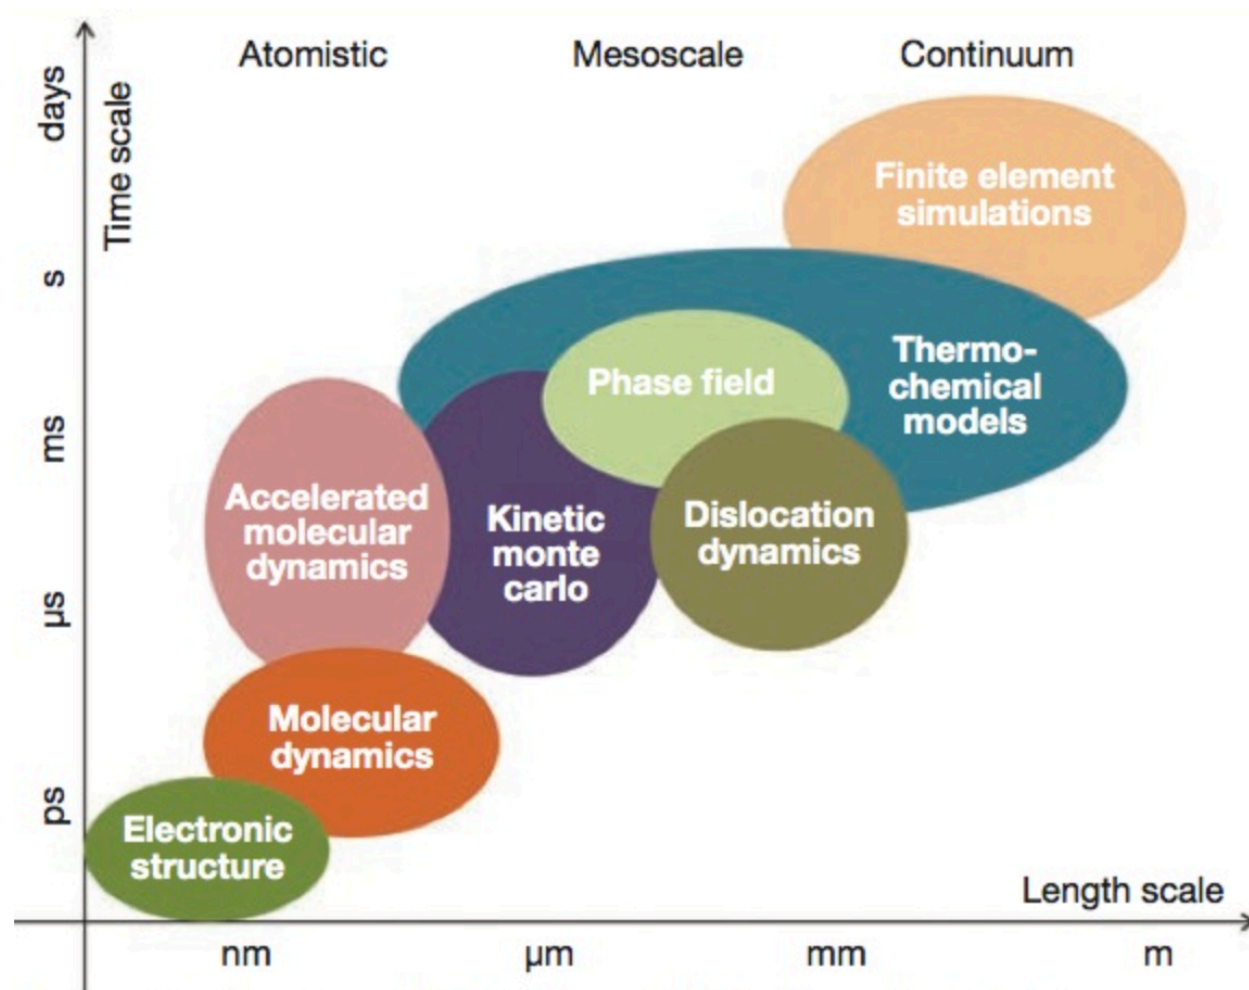 Atomistic
Mesoscale
Continuum
days
Time scale
Finite element
simulations
s
Thermo-
chemical
models
Phase field
ms
Accelerated
molecular
dynamics
Kinetic
monte
carlo
Dislocation
dynamics
µs
Molecular
dynamics
ps
Electronic
structure
Length scale
nm
µm
mm
m